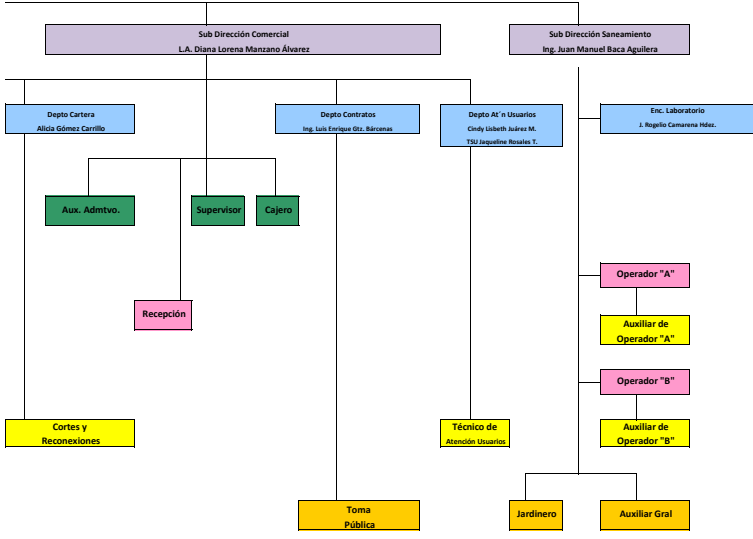 Sub Dirección Comercial
L.A. Diana Lorena Manzano Álvarez
Sub Dirección Saneamiento
Ing. Juan Manuel Baca Aguilera
Depto Cartera
Alicia Gómez Carrillo
Depto Contratos
Ing. Luis Enrique Gtz. Bárcenas
Depto At´n Usuarios
Cindy Lisbeth Juárez M.
TSU Jaqueline Rosales T.
Enc. Laboratorio
J. Rogelio Camarena Hdez.
Aux. Admtvo.
Supervisor
Cajero
Operador "A"
Recepción
Auxiliar de
Operador "A"
Operador "B"
Cortes y
Reconexiones
Técnico de
Atención Usuarios
Auxiliar de
Operador "B"
Toma
Pública
Jardinero
Auxiliar Gral